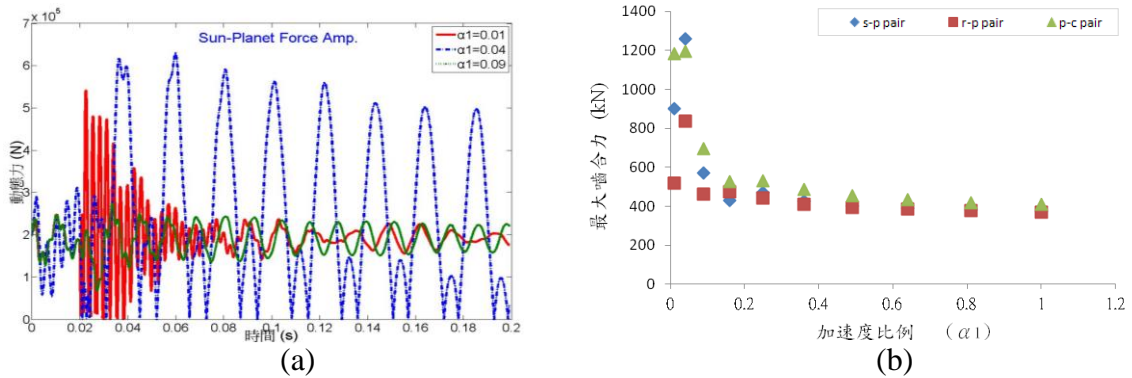 7 x 10⁵
Sun-Planet Force Amp.
α1=0.01
α1=0.04
α1=0.09
6
5
4
3
2
1
0
動態力 (N)
0 0.02 0.04 0.06 0.08 0.1 0.12 0.14 0.16 0.18 0.2
時間 (s)
(a)
s-p pair r-p pair p-c pair
1400
1200
1000
800
600
400
200
0
最大嚙合力 (kN)
0 0.2 0.4 0.6 0.8 1 1.2
加速度比例 (α1)
(b)